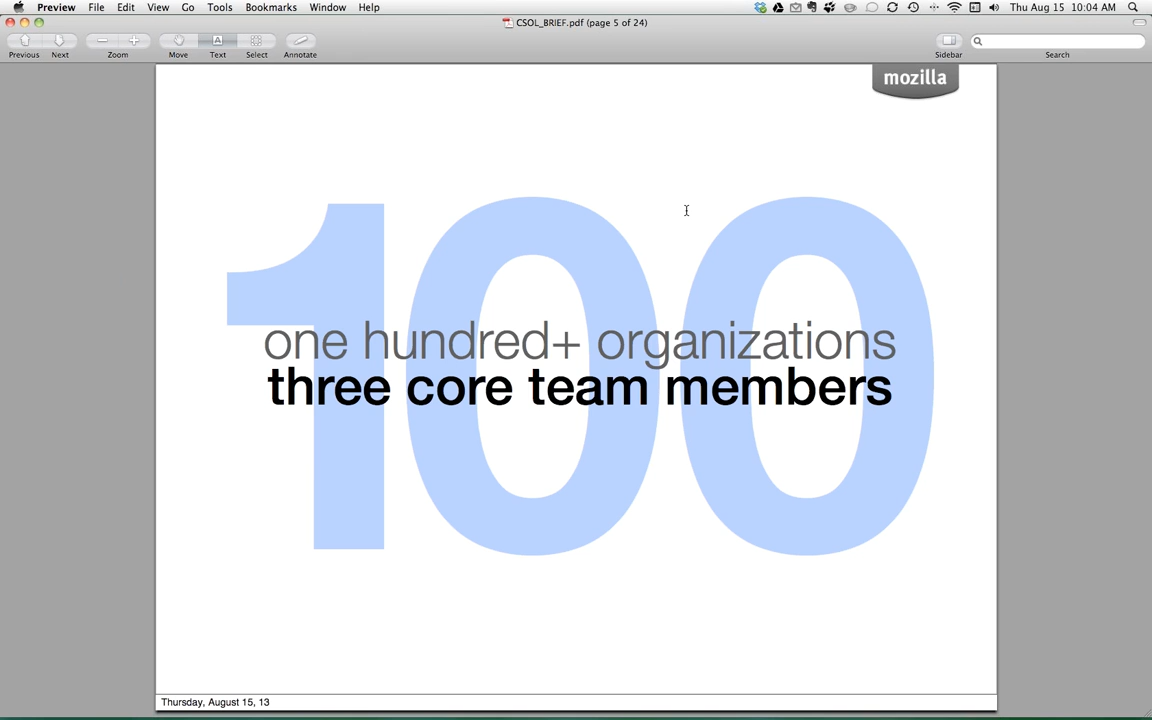 Preview File Edit View Go Tools Bookmarks Window Help Thu Aug 15 10:04 AM
CSOL_BRIEF.pdf (page 5 of 24)
Previous Next Zoom Move Text Select Annotate Sidebar Search
mozilla
100
one hundred+ organizations
three core team members
Thursday, August 15, 13